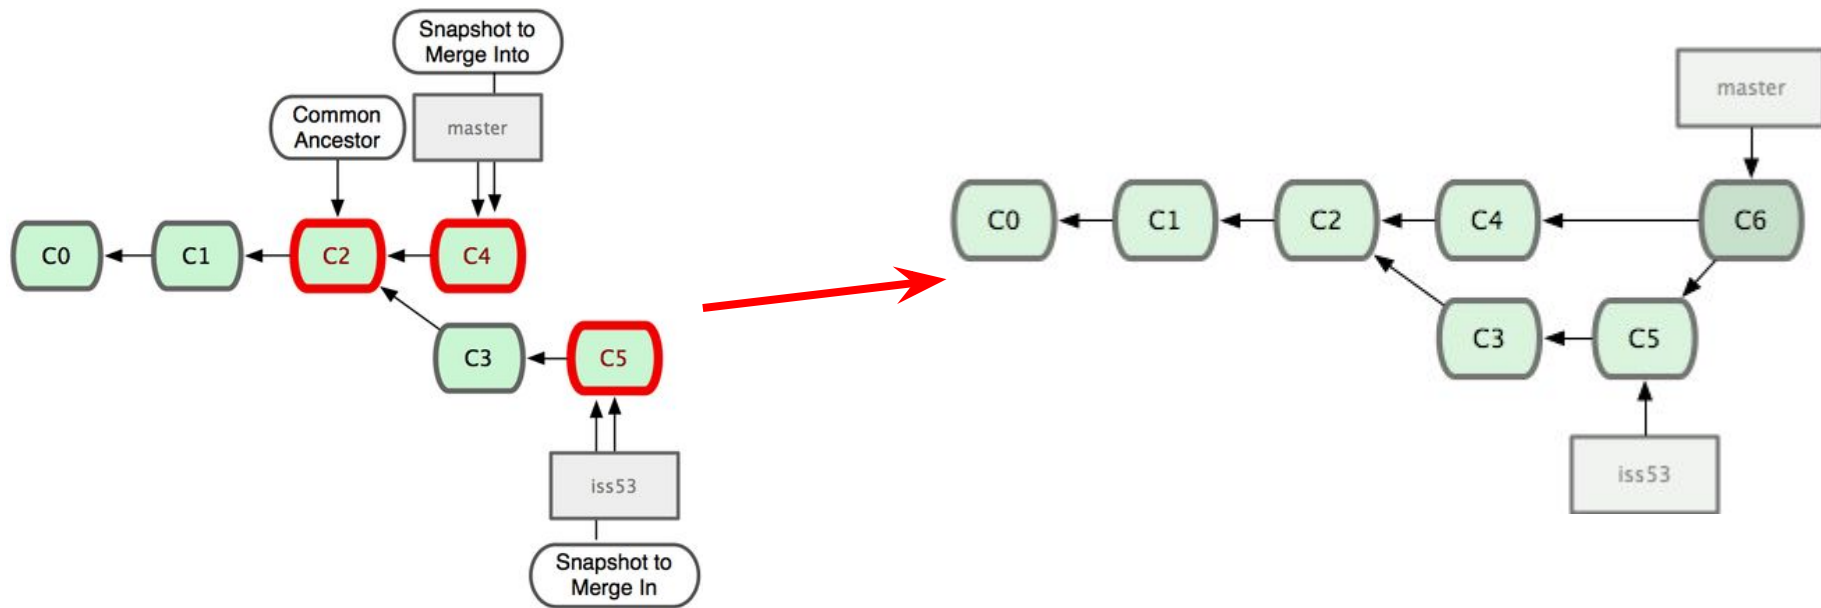 Snapshot to
Merge Into
Common
Ancestor
master
C0
C1
C2
C4
C3
C5
iss53
Snapshot to
Merge In
master
C0
C1
C2
C4
C6
C3
C5
iss53